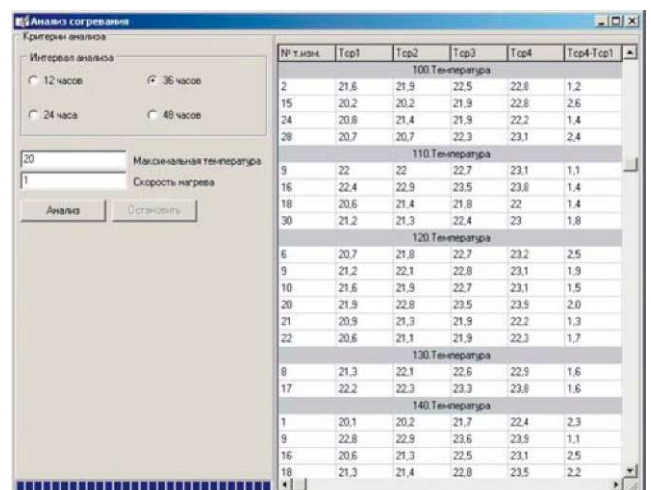 Анализ согревания
Критерии анализа
Интервал анализа
12 часов
36 часов
24 часа
48 часов
20
Максимальная температура
1
Скорость нагрева
Анализ
Остановить
№ т.изм. Tcp1 Tcp2 Tcp3 Tcp4 Tcp4-Tcp1
100.Температура
2 21,6 21,9 22,5 22,8 1,2
15 20,2 20,2 21,9 22,8 2,6
24 20,8 21,4 21,9 22,2 1,4
28 20,7 20,7 22,3 23,1 2,4
110.Температура
9 22 22 22,7 23,1 1,1
16 22,4 22,9 23,5 23,8 1,4
18 20,6 21,4 21,8 22 1,4
30 21,2 21,3 22,4 23 1,8
120.Температура
6 20,7 21,8 22,7 23,2 2,5
9 21,2 22,1 22,8 23,1 1,9
10 21,6 21,9 22,7 23,1 1,5
20 21,9 22,8 23,5 23,9 2,0
21 20,9 21,3 21,9 22,2 1,3
22 20,6 21,1 21,9 22,3 1,7
130.Температура
8 21,3 22,1 22,6 22,9 1,6
17 22,2 22,3 23,3 23,8 1,6
140.Температура
1 20,1 20,2 21,7 22,4 2,3
9 22,8 22,9 23,6 23,9 1,1
16 20,6 21,3 22,5 23,1 2,5
18 21,3 21,4 22,8 23,5 2,2